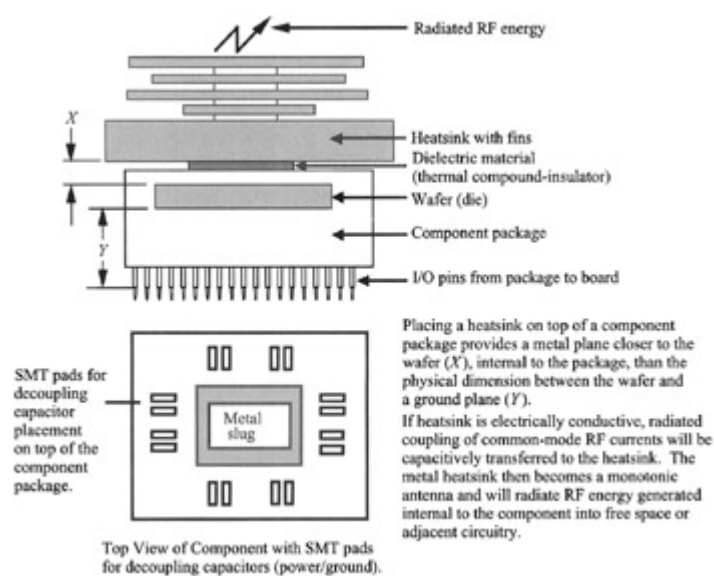 Radiated RF energy
X
Heatsink with fins
Dielectric material
(thermal compound-insulator)
Wafer (die)
Y
Component package
I/O pins from package to board
SMT pads for
decoupling
capacitor
placement
on top of the
component
package.
Metal
slug
Top View of Component with SMT pads
for decoupling capacitors (power/ground).
Placing a heatsink on top of a component
package provides a metal plane closer to the
wafer (X), internal to the package, than the
physical dimension between the wafer and
a ground plane (Y).
If heatsink is electrically conductive, radiated
coupling of common-mode RF currents will be
capacitively transferred to the heatsink. The
metal heatsink then becomes a monotonic
antenna and will radiate RF energy generated
internal to the component into free space or
adjacent circuitry.